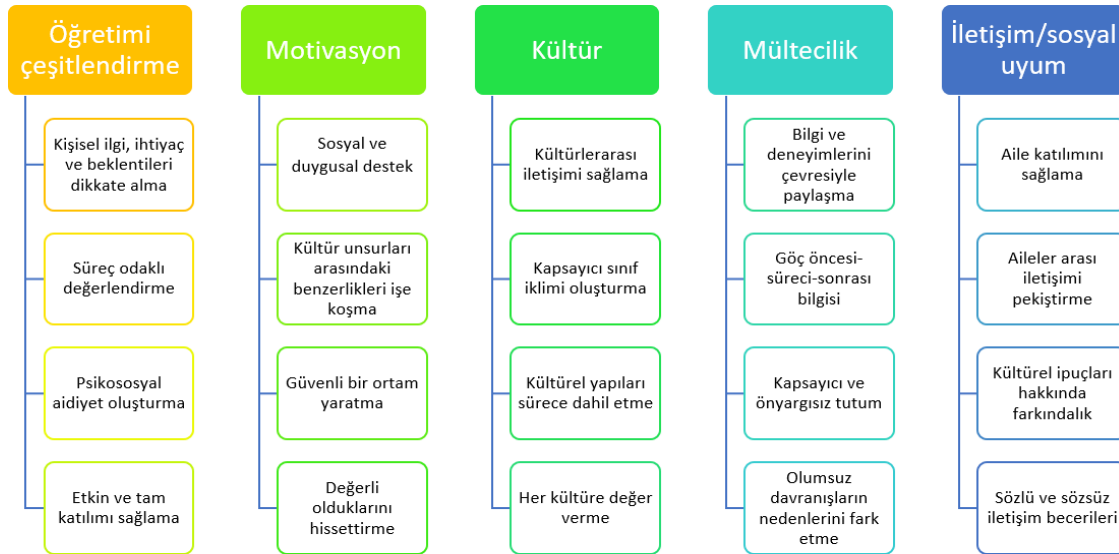 Öğretimi
çeşitlendirme
Kişisel ilgi, ihtiyaç
ve beklentileri
dikkate alma
Süreç odaklı
değerlendirme
Psikososyal
aidiyet oluşturma
Etkin ve tam
katılımı sağlama
Motivasyon
Sosyal ve
duygusal destek
Kültür unsurları
arasındaki
benzerlikleri işe
koşma
Güvenli bir ortam
yaratma
Değerli
olduklarını
hissettirme
Kültür
Kültürlerarası
iletişimi sağlama
Kapsayıcı sınıf
iklimi oluşturma
Kültürel yapıları
sürece dahil etme
Her kültüre değer
verme
Mültecilik
Bilgi ve
deneyimlerini
çevresiyle
paylaşma
Göç öncesi-
süreci-sonrası
bilgisi
Kapsayıcı ve
önyargısız tutum
Olumsuz
davranışların
nedenlerini fark
etme
İletişim/sosyal
uyum
Aile katılımını
sağlama
Aileler arası
iletişimi
pekiştirme
Kültürel ipuçları
hakkında
farkındalık
Sözlü ve sözsüz
iletişim becerileri